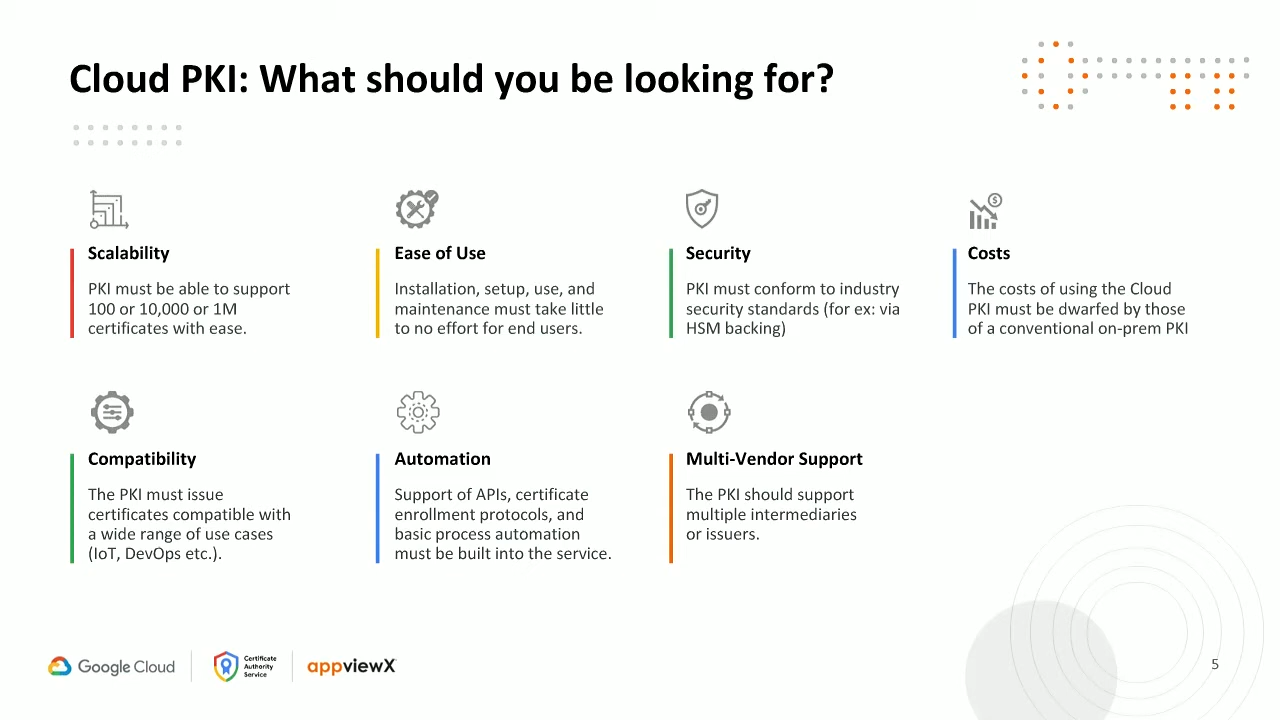 Cloud PKI: What should you be looking for?
Scalability
PKI must be able to support
100 or 10,000 or 1M
certificates with ease.
Ease of Use
Installation, setup, use, and
maintenance must take little
to no effort for end users.
Security
PKI must conform to industry
security standards (for ex: via
HSM backing)
$
Costs
The costs of using the Cloud
PKI must be dwarfed by those
of a conventional on-prem PKI
Compatibility
The PKI must issue
certificates compatible with
a wide range of use cases
(IoT, DevOps etc.).
Automation
Support of APIs, certificate
enrollment protocols, and
basic process automation
must be built into the service.
Multi-Vendor Support
The PKI should support
multiple intermediaries
or issuers.
Google Cloud
Certificate
Authority
Service
appviewX
5